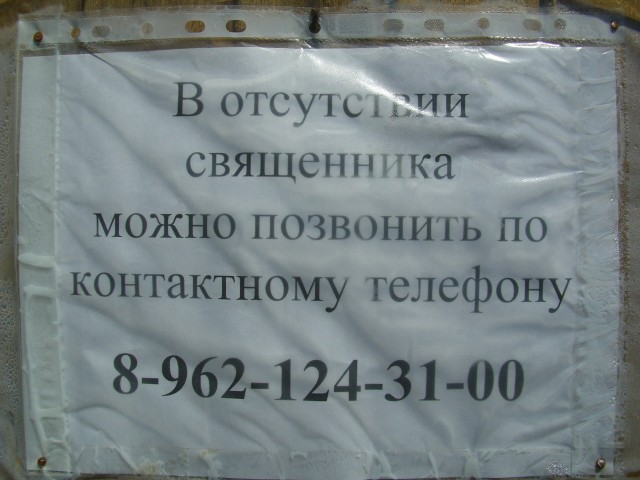 В отсутствии
священника
можно позвонить по
контактному телефону
8-962-124-31-00